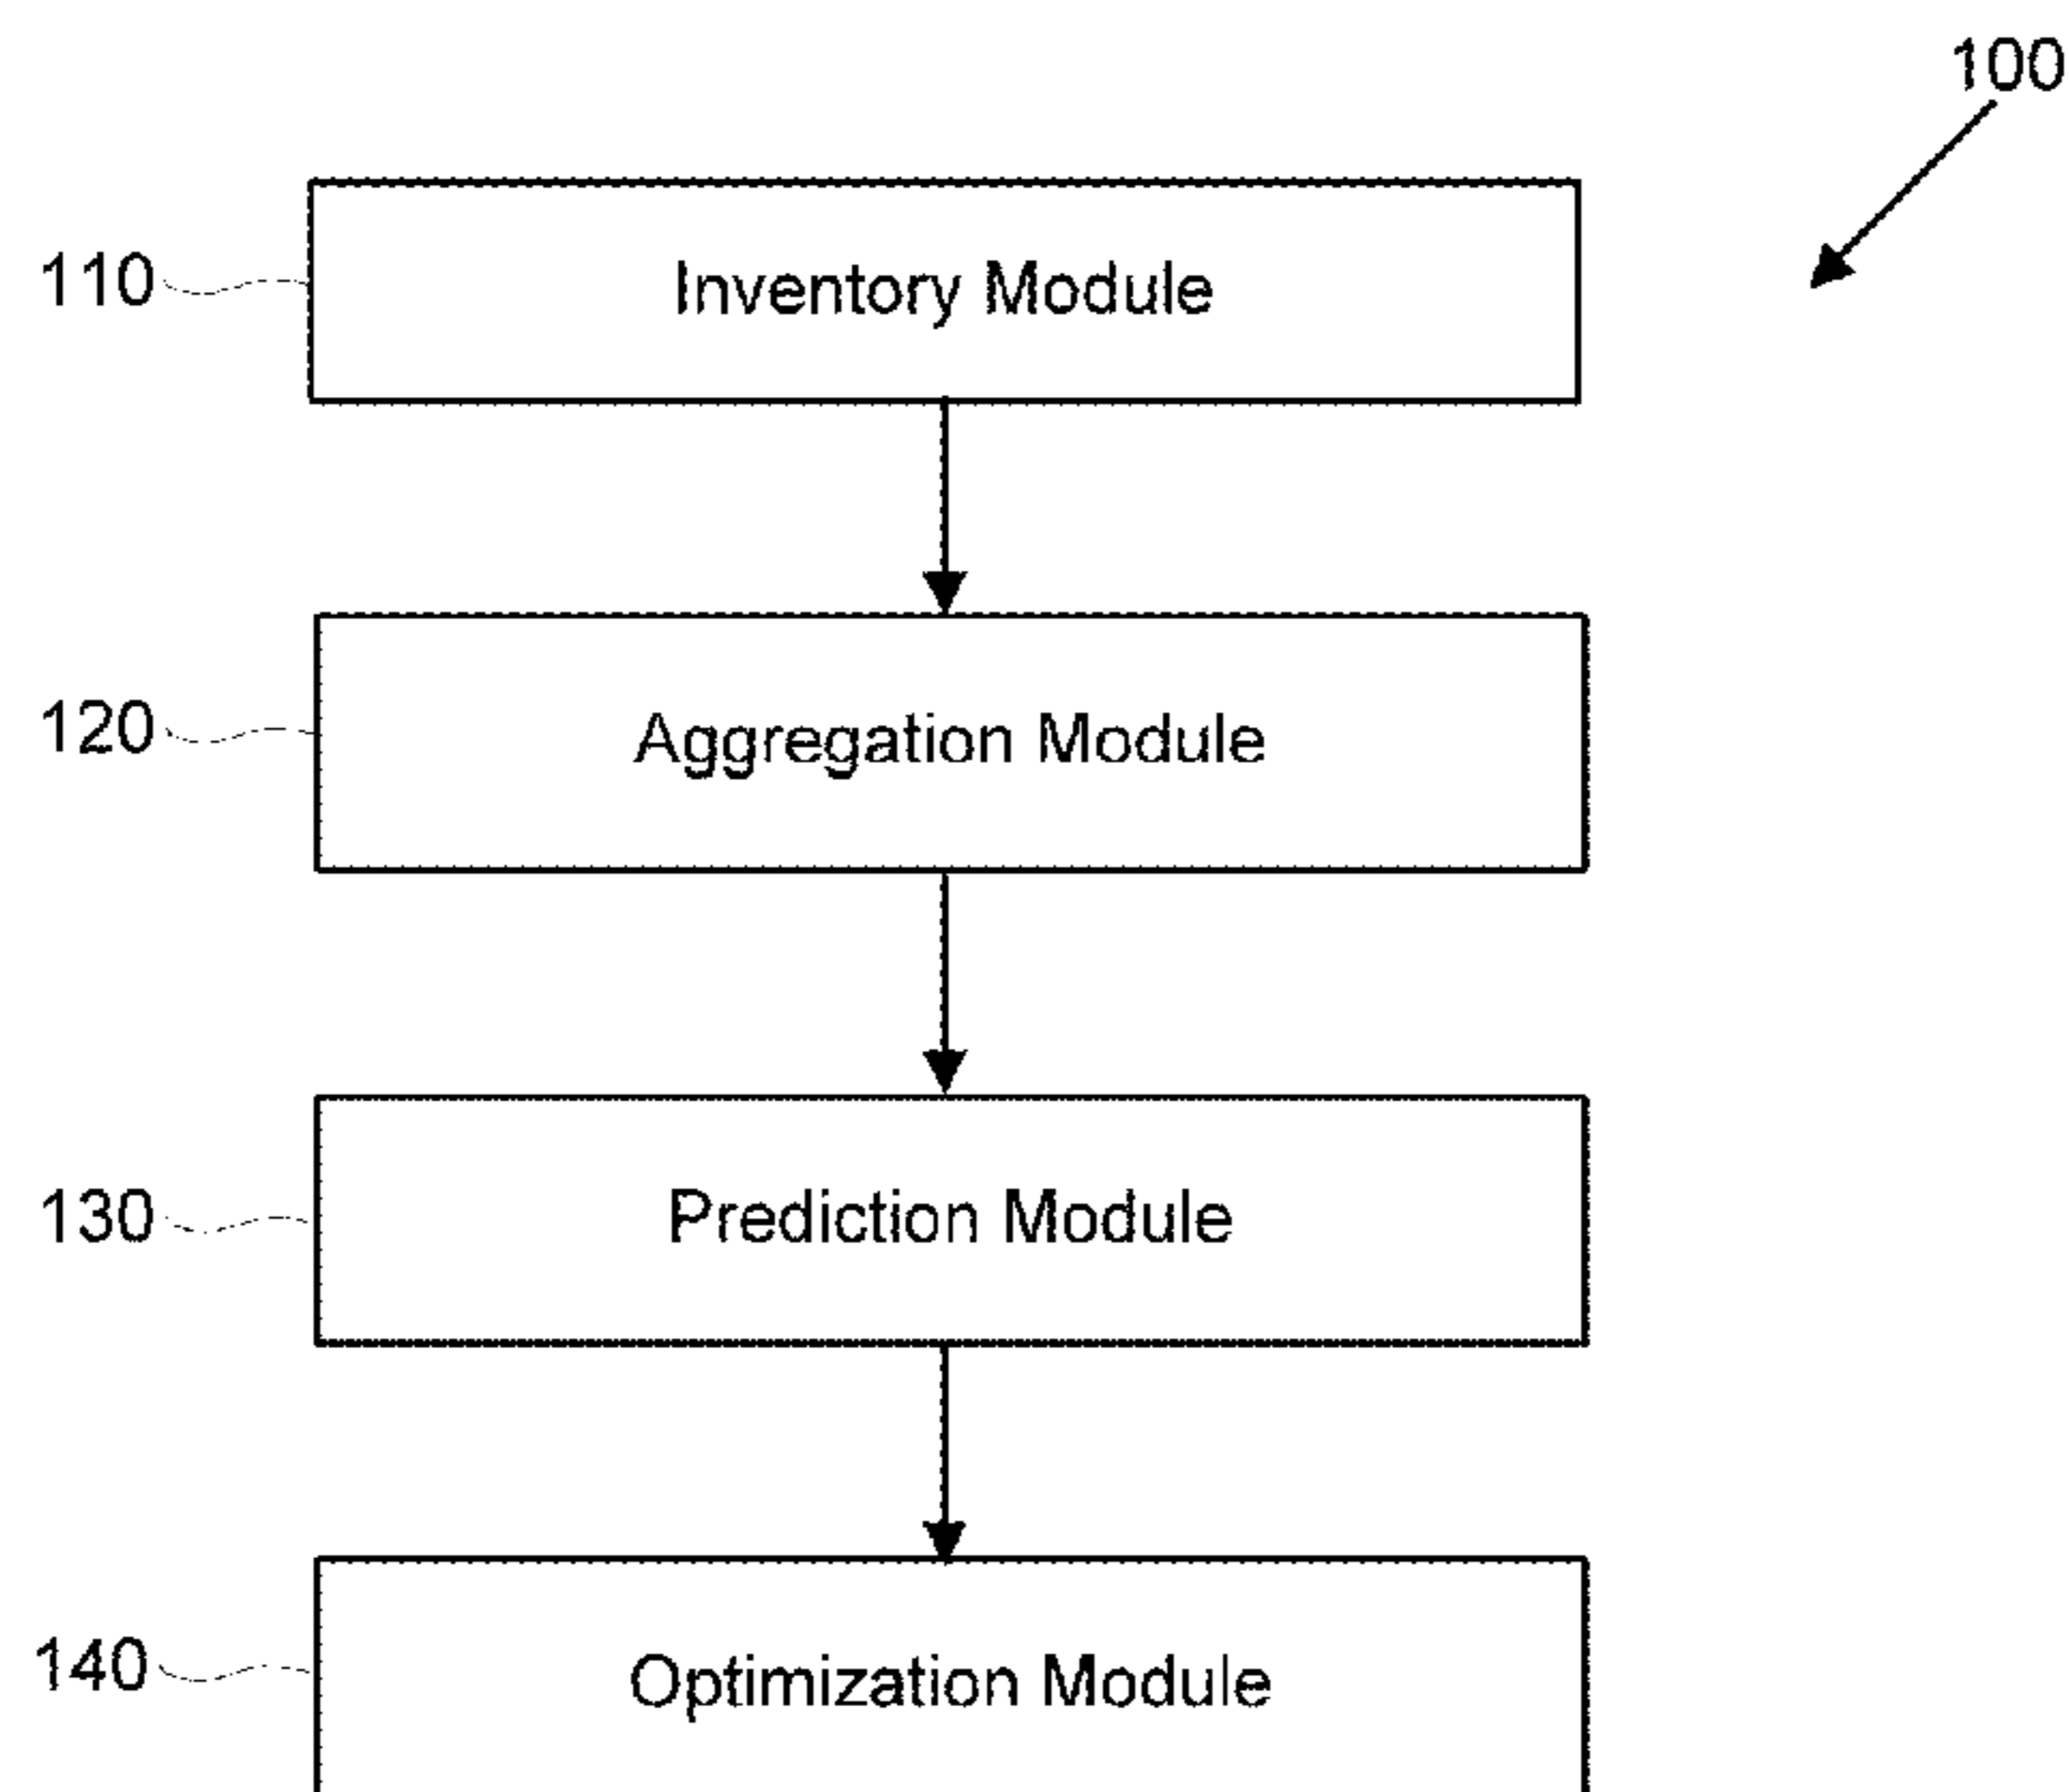 100
110 Inventory Module
120 Aggregation Module
130 Prediction Module
140 Optimization Module